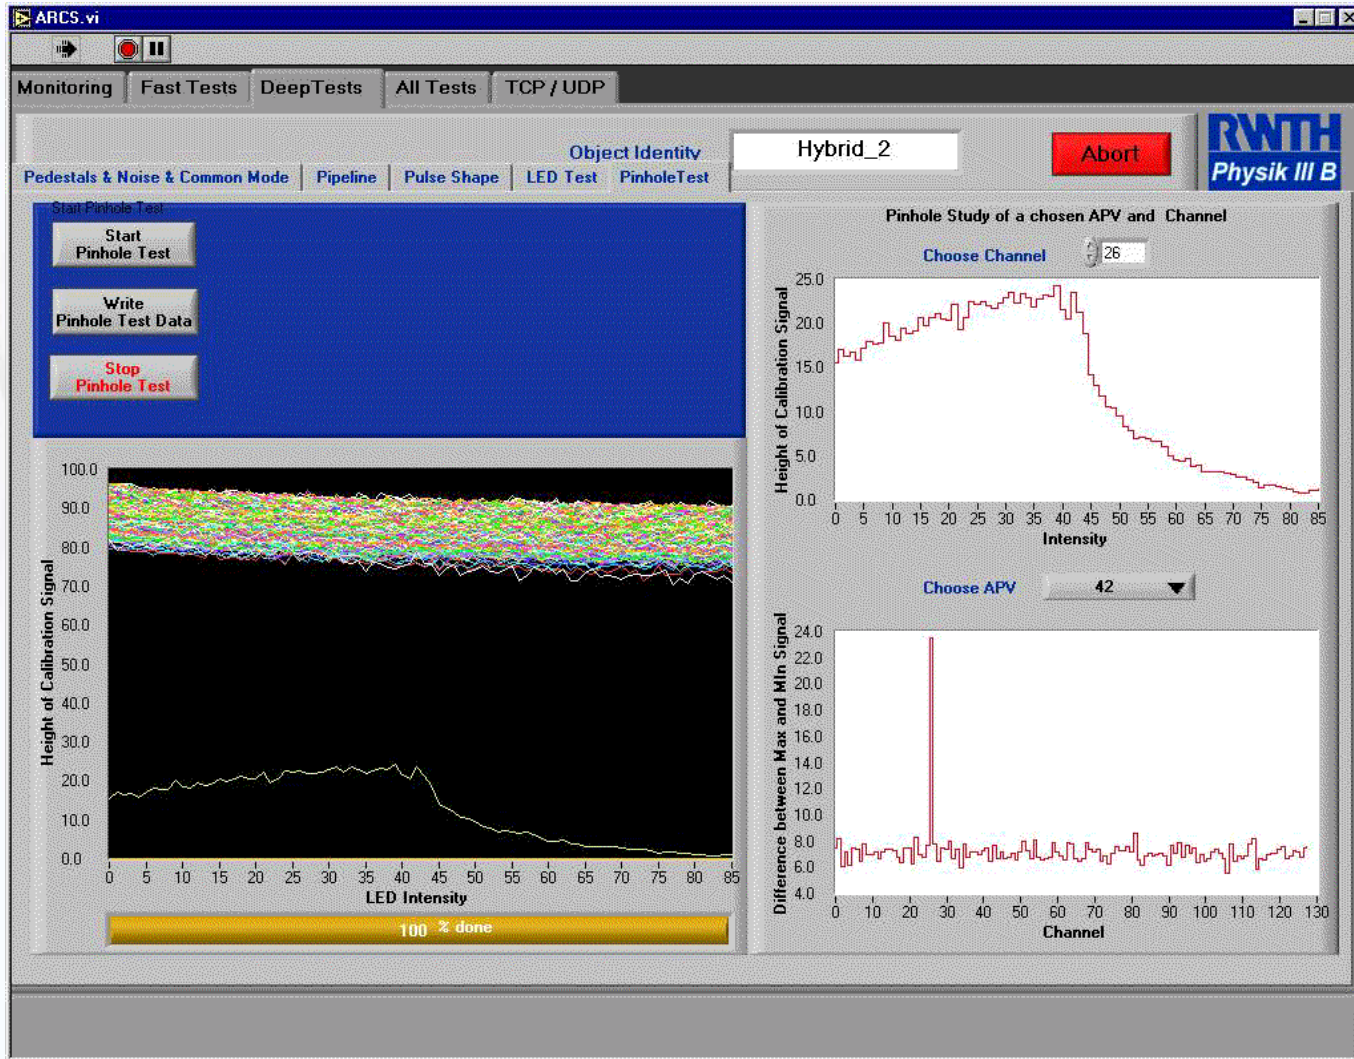 ARCS.vi
Monitoring Fast Tests DeepTests All Tests TCP / UDP
RWTH
Physik III B
Object Identity Hybrid_2 Abort
Pedestals & Noise & Common Mode Pipeline Pulse Shape LED Test PinholeTest
Start Pinhole Test
Start
Pinhole Test
Write
Pinhole Test Data
Stop
Pinhole Test
Height of Calibration Signal
100.0
90.0
80.0
70.0
60.0
50.0
40.0
30.0
20.0
10.0
0.0
0 5 10 15 20 25 30 35 40 45 50 55 60 65 70 75 80 85
LED Intensity
100 % done
Pinhole Study of a chosen APV and Channel
Choose Channel 26
Height of Calibration Signal
25.0
20.0
15.0
10.0
5.0
0.0
0 5 10 15 20 25 30 35 40 45 50 55 60 65 70 75 80 85
Intensity
Choose APV 42
Difference between Max and MIn Signal
24.0
22.0
20.0
18.0
16.0
14.0
12.0
10.0
8.0
6.0
4.0
0 10 20 30 40 50 60 70 80 90 100 110 120 130
Channel